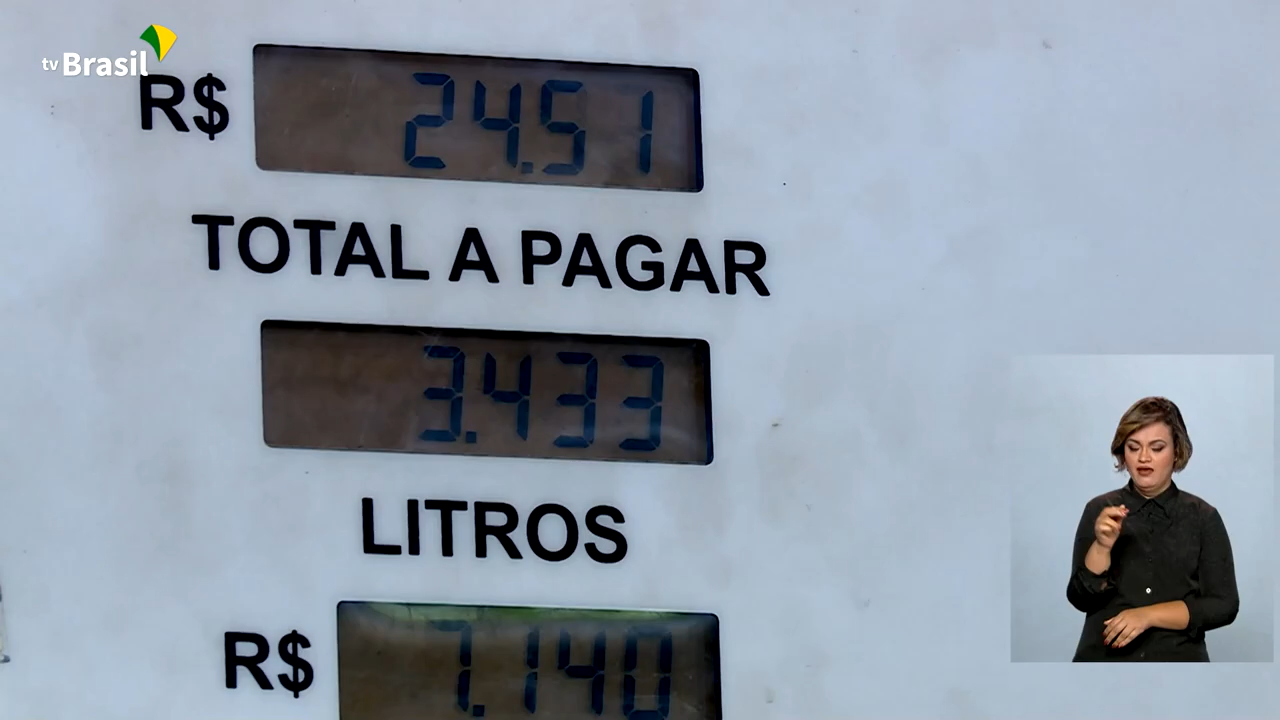 tv Brasil
R$ 24.51
TOTAL A PAGAR
3.433
LITROS
R$ 7.140